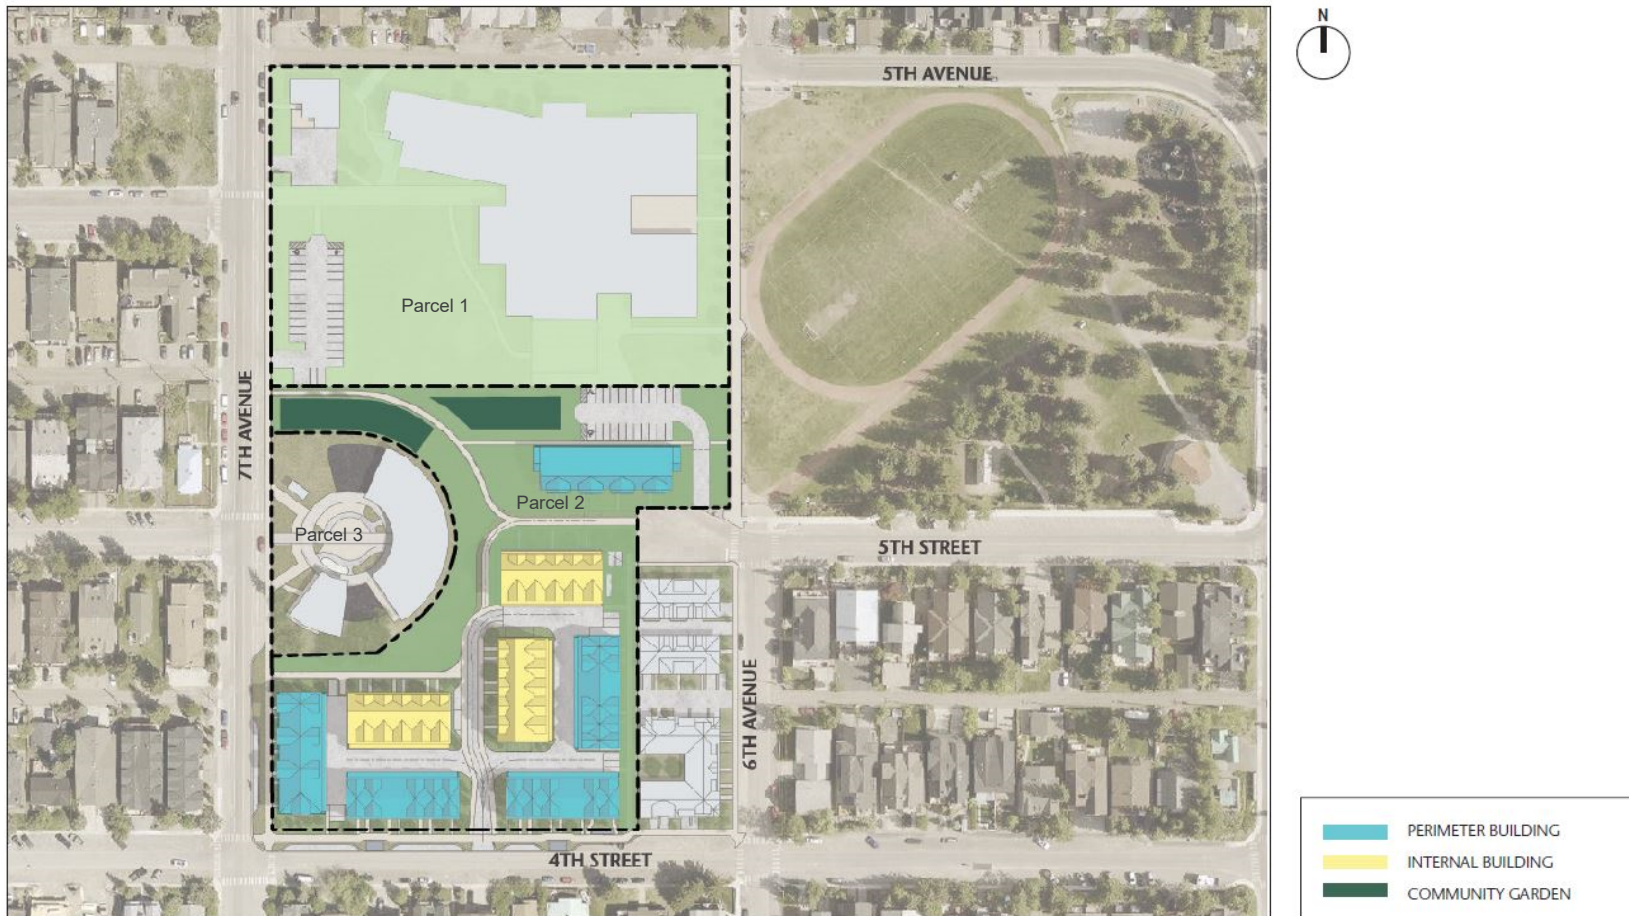 N
5TH AVENUE
Parcel 1
7TH AVENUE
Parcel 2
Parcel 3
5TH STREET
6TH AVENUE
4TH STREET
PERIMETER BUILDING
INTERNAL BUILDING
COMMUNITY GARDEN